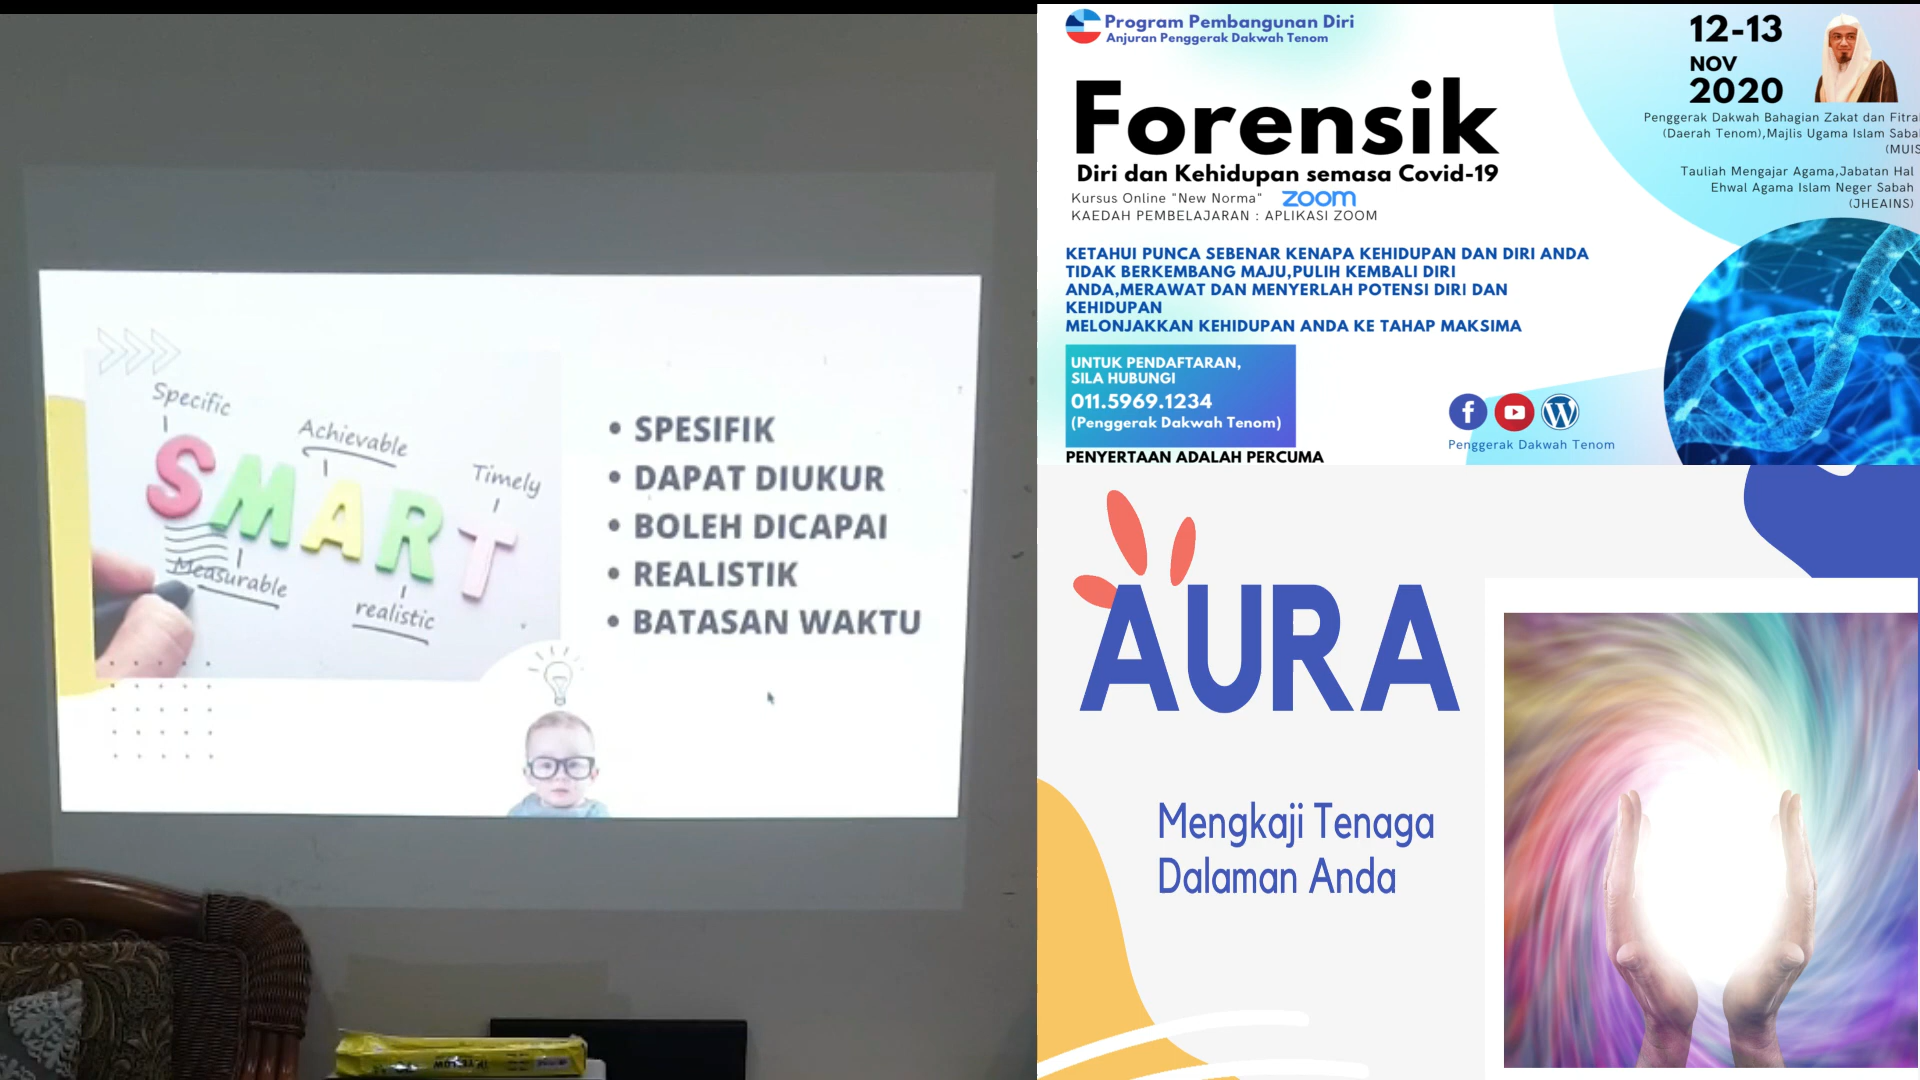 Specific
Achievable
Timely
SMART
Measurable
realistic
• SPESIFIK
• DAPAT DIUKUR
• BOLEH DICAPAI
• REALISTIK
• BATASAN WAKTU
Program Pembangunan Diri
Anjuran Penggerak Dakwah Tenom
Forensik
Diri dan Kehidupan semasa Covid-19
Kursus Online "New Norma" zoom
KAEDAH PEMBELAJARAN : APLIKASI ZOOM
KETAHUI PUNCA SEBENAR KENAPA KEHIDUPAN DAN DIRI ANDA
TIDAK BERKEMBANG MAJU,PULIH KEMBALI DIRI
ANDA,MERAWAT DAN MENYERLAH POTENSI DIRI DAN
KEHIDUPAN
MELONJAKKAN KEHIDUPAN ANDA KE TAHAP MAKSIMA
UNTUK PENDAFTARAN,
SILA HUBUNGI
011.5969.1234
(Penggerak Dakwah Tenom)
PENYERTAAN ADALAH PERCUMA
12-13
NOV
2020
Penggerak Dakwah Bahagian Zakat dan Fitra
(Daerah Tenom),Majlis Ugama Islam Saba
(MUIS
Tauliah Mengajar Agama,Jabatan Hal
Ehwal Agama Islam Neger Sabah
(JHEAINS)
Penggerak Dakwah Tenom
AURA
Mengkaji Tenaga
Dalaman Anda